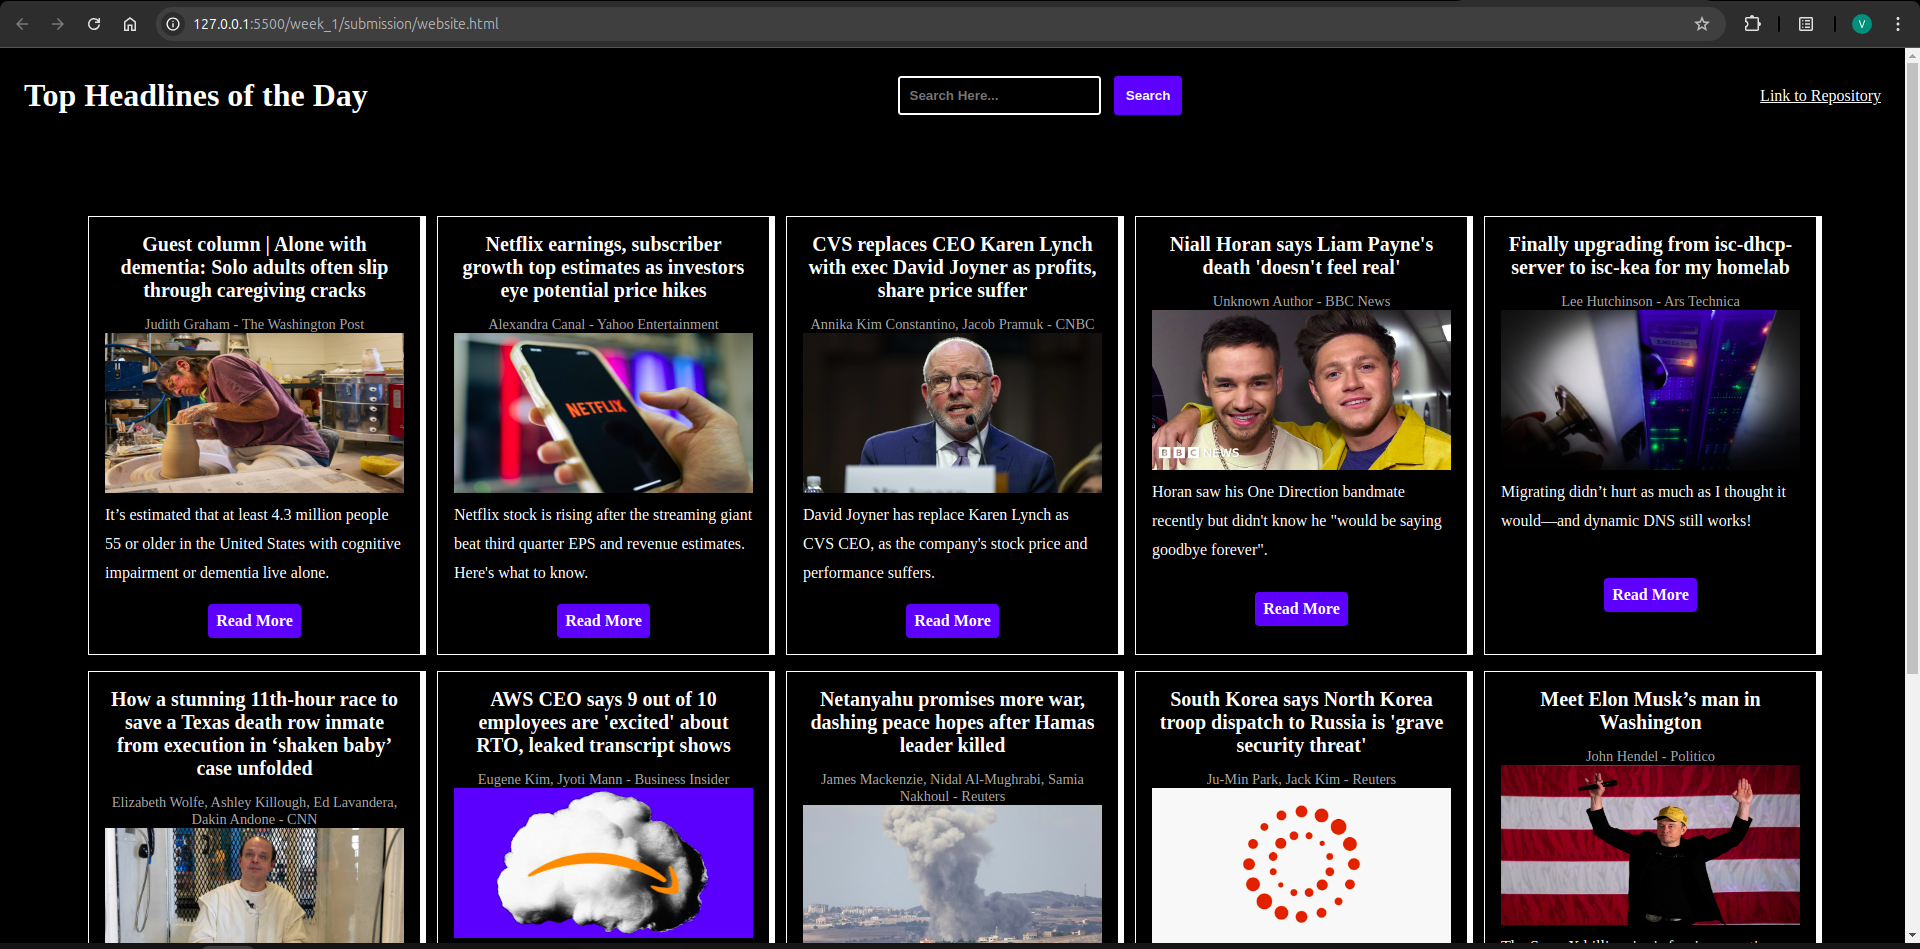 127.0.0.1:5500/week_1/submission/website.html
V
Top Headlines of the Day
Search Here...
Search
Link to Repository
Guest column | Alone with
dementia: Solo adults often slip
through caregiving cracks
Judith Graham - The Washington Post
It’s estimated that at least 4.3 million people
55 or older in the United States with cognitive
impairment or dementia live alone.
Read More
Netflix earnings, subscriber
growth top estimates as investors
eye potential price hikes
Alexandra Canal - Yahoo Entertainment
NETFLIX
Netflix stock is rising after the streaming giant
beat third quarter EPS and revenue estimates.
Here's what to know.
Read More
CVS replaces CEO Karen Lynch
with exec David Joyner as profits,
share price suffer
Annika Kim Constantino, Jacob Pramuk - CNBC
David Joyner has replace Karen Lynch as
CVS CEO, as the company's stock price and
performance suffers.
Read More
Niall Horan says Liam Payne's
death 'doesn't feel real'
Unknown Author - BBC News
BBC NEWS
Horan saw his One Direction bandmate
recently but didn't know he "would be saying
goodbye forever".
Read More
Finally upgrading from isc-dhcp-
server to isc-kea for my homelab
Lee Hutchinson - Ars Technica
Migrating didn’t hurt as much as I thought it
would—and dynamic DNS still works!
Read More
How a stunning 11th-hour race to
save a Texas death row inmate
from execution in ‘shaken baby’
case unfolded
Elizabeth Wolfe, Ashley Killough, Ed Lavandera,
Dakin Andone - CNN
AWS CEO says 9 out of 10
employees are 'excited' about
RTO, leaked transcript shows
Eugene Kim, Jyoti Mann - Business Insider
Netanyahu promises more war,
dashing peace hopes after Hamas
leader killed
James Mackenzie, Nidal Al-Mughrabi, Samia
Nakhoul - Reuters
South Korea says North Korea
troop dispatch to Russia is 'grave
security threat'
Ju-Min Park, Jack Kim - Reuters
Meet Elon Musk’s man in
Washington
John Hendel - Politico